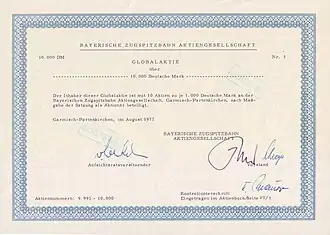 BAYERISCHE ZUGSPITZBAHN AKTIENGESELLSCHAFT
10.000 DM Nr. 1
GLOBALAKTIE
über
10.000 Deutsche Mark
Der Inhaber dieser Globalaktie ist mit 10 Aktien zu je 1.000 Deutsche Mark an der
Bayerischen Zugspitzbahn Aktiengesellschaft, Garmisch-Partenkirchen, nach Maß-
gabe der Satzung als Aktionär beteiligt.
Garmisch-Partenkirchen, im August 1977
BAYERISCHE ZUGSPITZBAHN
AKTIENGESELLSCHAFT
Aufsichtsratsvorsitzender
Vorstand
Kontrollunterschrift
Aktiennummern: 9.991 - 10.000 Eingetragen im Aktienbuch/Seite